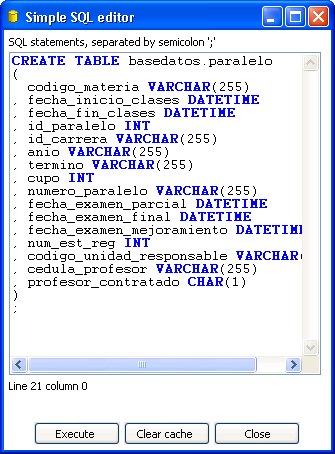 Simple SQL editor
SQL statements, separated by semicolon ';'
CREATE TABLE basedatos.paralelo
(
  codigo_materia VARCHAR(255)
, fecha_inicio_clases DATETIME
, fecha_fin_clases DATETIME
, id_paralelo INT
, id_carrera VARCHAR(255)
, anio VARCHAR(255)
, termino VARCHAR(255)
, cupo INT
, numero_paralelo VARCHAR(255)
, fecha_examen_parcial DATETIME
, fecha_examen_final DATETIME
, fecha_examen_mejoramiento DATETIME
, num_est_reg INT
, codigo_unidad_responsable VARCHAR(
, cedula_profesor VARCHAR(255)
, profesor_contratado CHAR(1)
)
;
Line 21 column 0
Execute Clear cache Close